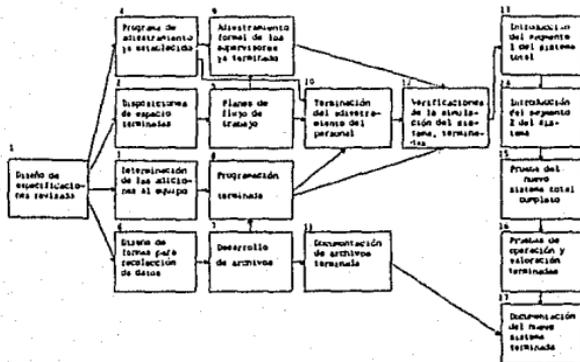 4
Programa de
adiestramiento
ya establecido
9
Adiestramiento
formal de los
supervisores
ya terminado
13
Introducción
del segmento
1 del sistema
total
2
Disposiciones
de espacio
terminadas
5
Planes de
flujo de
trabajo
10
Terminación
del adiestra-
miento del
personal
12
Verificaciones
de la simula-
ción del sis-
tema, termina-
das
14
Introducción
del segmento
2 del sis-
tema
1
Diseño de
especificacio-
nes revisado
3
Determinación
de las adicio-
nes al equipo
8
Programación
terminada
15
Prueba del
nuevo
sistema total
completo
6
Diseño de
formas para
recolección
de datos
7
Desarrollo
de archivos
11
Documentación
de archivos
terminada
16
Pruebas de
operación y
valoración
terminadas
17
Documentación
del nuevo
sistema
terminada